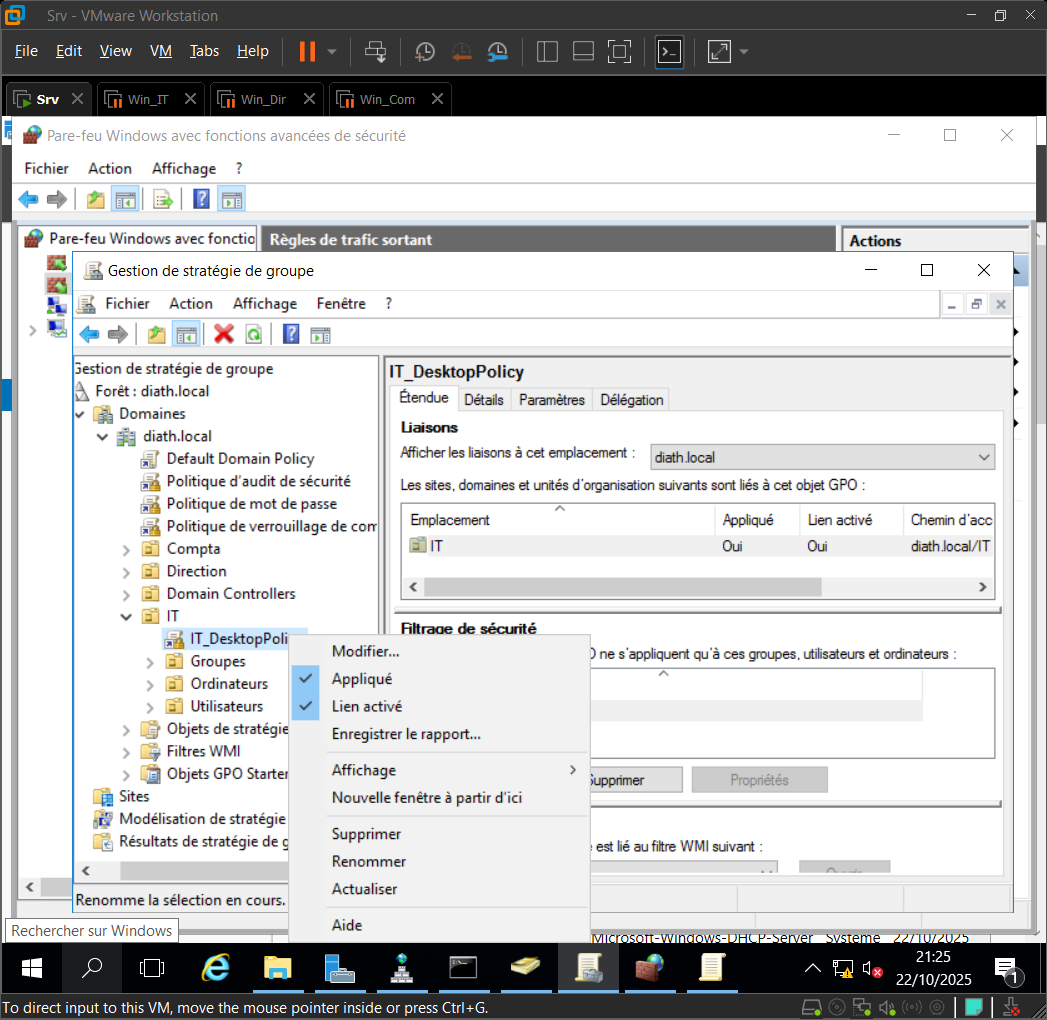 Srv - VMware Workstation
File Edit View VM Tabs Help
Srv Win_IT Win_Dir Win_Com
Pare-feu Windows avec fonctions avancées de sécurité
Fichier Action Affichage ?
Pare-feu Windows avec fonctio
Règles de trafic sortant
Actions
Gestion de stratégie de groupe
Fichier Action Affichage Fenêtre ?
Gestion de stratégie de groupe
Forêt : diath.local
Domaines
diath.local
Default Domain Policy
Politique d'audit de sécurité
Politique de mot de passe
Politique de verrouillage de com
Compta
Direction
Domain Controllers
IT
IT_DesktopPoli
Groupes
Ordinateurs
Utilisateurs
Objets de stratégie
Filtres WMI
Objets GPO Starter
Sites
Modélisation de stratégie
Résultats de stratégie de g
IT_DesktopPolicy
Étendue Détails Paramètres Délégation
Liaisons
Afficher les liaisons à cet emplacement : diath.local
Les sites, domaines et unités d'organisation suivants sont liés à cet objet GPO :
Emplacement Appliqué Lien activé Chemin d'acc
IT Oui Oui diath.local/IT
Filtrage de sécurité
O ne s'appliquent qu'à ces groupes, utilisateurs et ordinateurs :
Supprimer Propriétés
e est lié au filtre WMI suivant :
Modifier...
Appliqué
Lien activé
Enregistrer le rapport...
Affichage
Nouvelle fenêtre à partir d'ici
Supprimer
Renommer
Actualiser
Aide
Renomme la sélection en cours.
Rechercher sur Windows
Microsoft-Windows-DHCP-Server Système 22/10/2025
21:25
22/10/2025
1
To direct input to this VM, move the mouse pointer inside or press Ctrl+G.